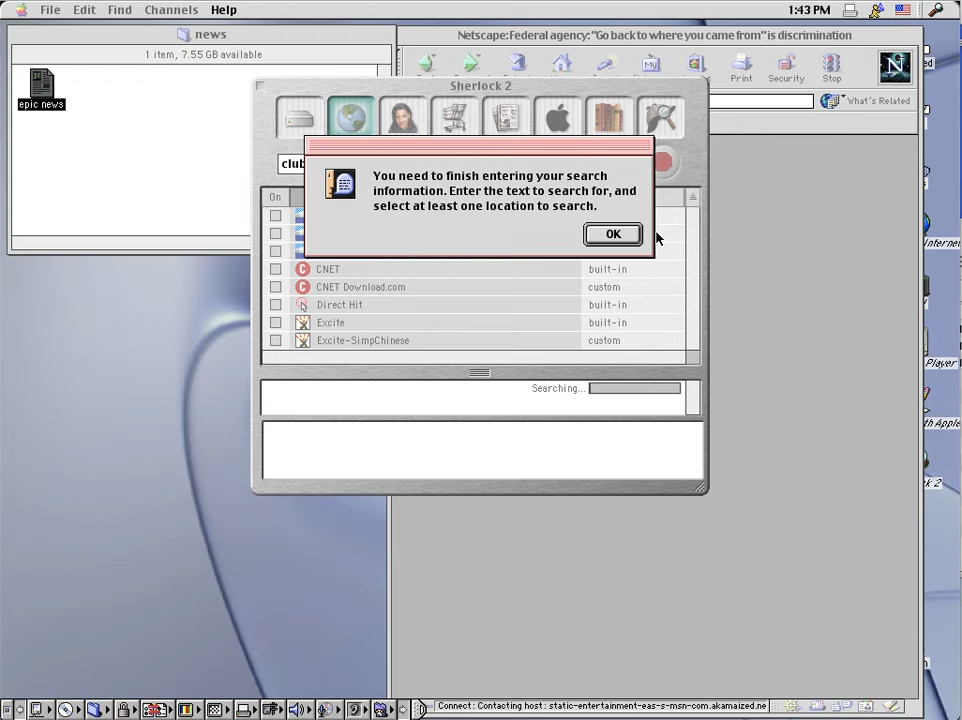 File Edit Find Channels Help
1:43 PM
news
1 item, 7.55 GB available
epic news
Netscape:Federal agency: "Go back to where you came from" is discrimination
My
Print Security Stop
What's Related
Sherlock 2
club
You need to finish entering your search
information. Enter the text to search for, and
select at least one location to search.
OK
On
CNET built-in
CNET Download.com custom
Direct Hit built-in
Excite built-in
Excite-SimpChinese custom
Searching...
Player
Connect: Contacting host: static-entertainment-eas-s-msn-com.akamaized.ne